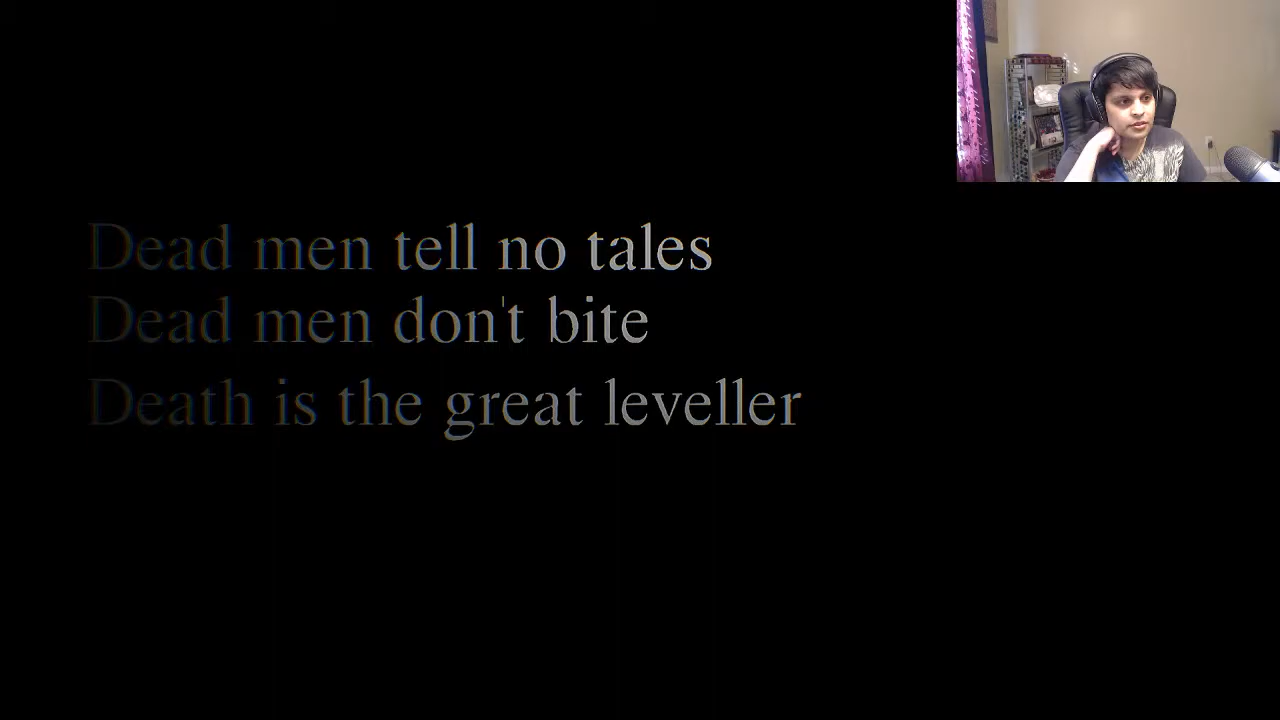 Dead men tell no tales
Dead men don't bite
Death is the great leveller